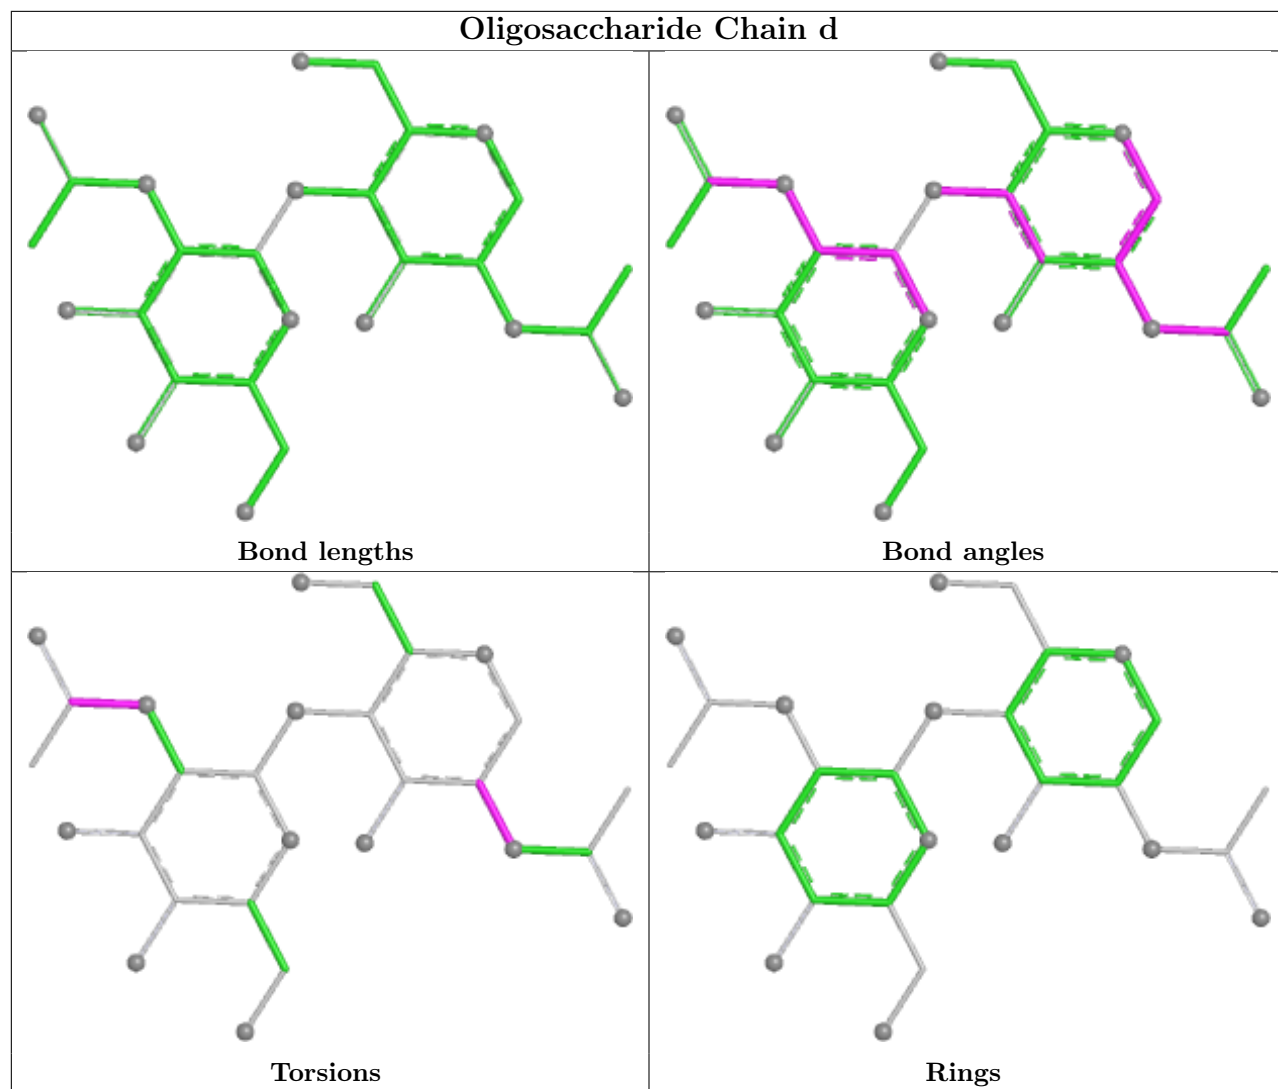 Oligosaccharide Chain d
Bond lengths
Bond angles
Torsions
Rings